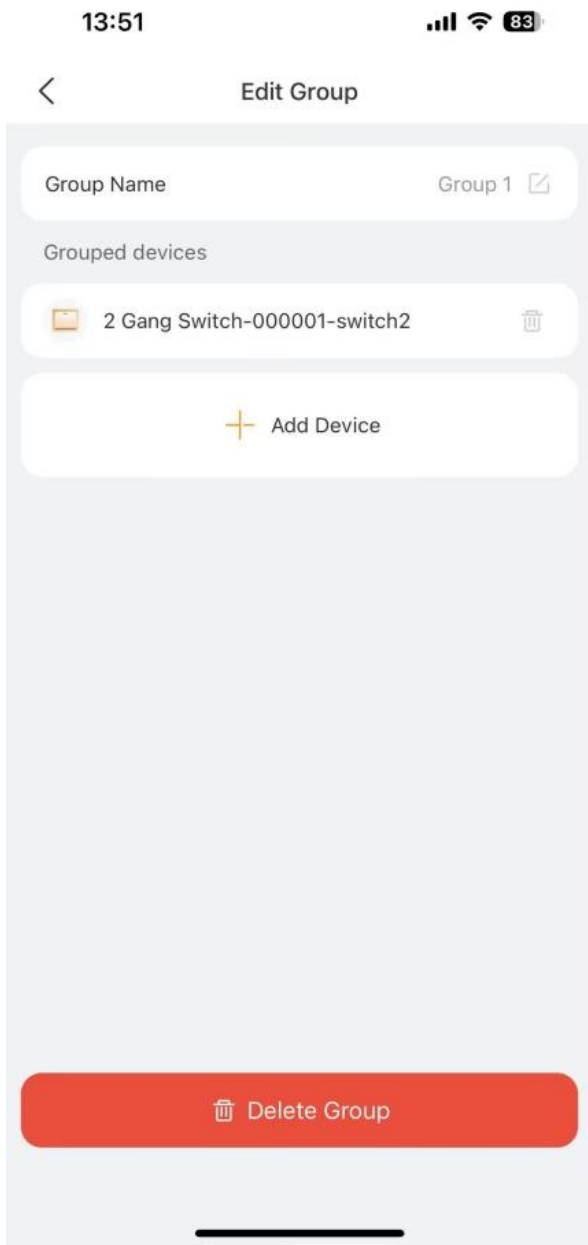 13:51
83
Edit Group
Group Name
Group 1
Grouped devices
2 Gang Switch-000001-switch2
Add Device
Delete Group